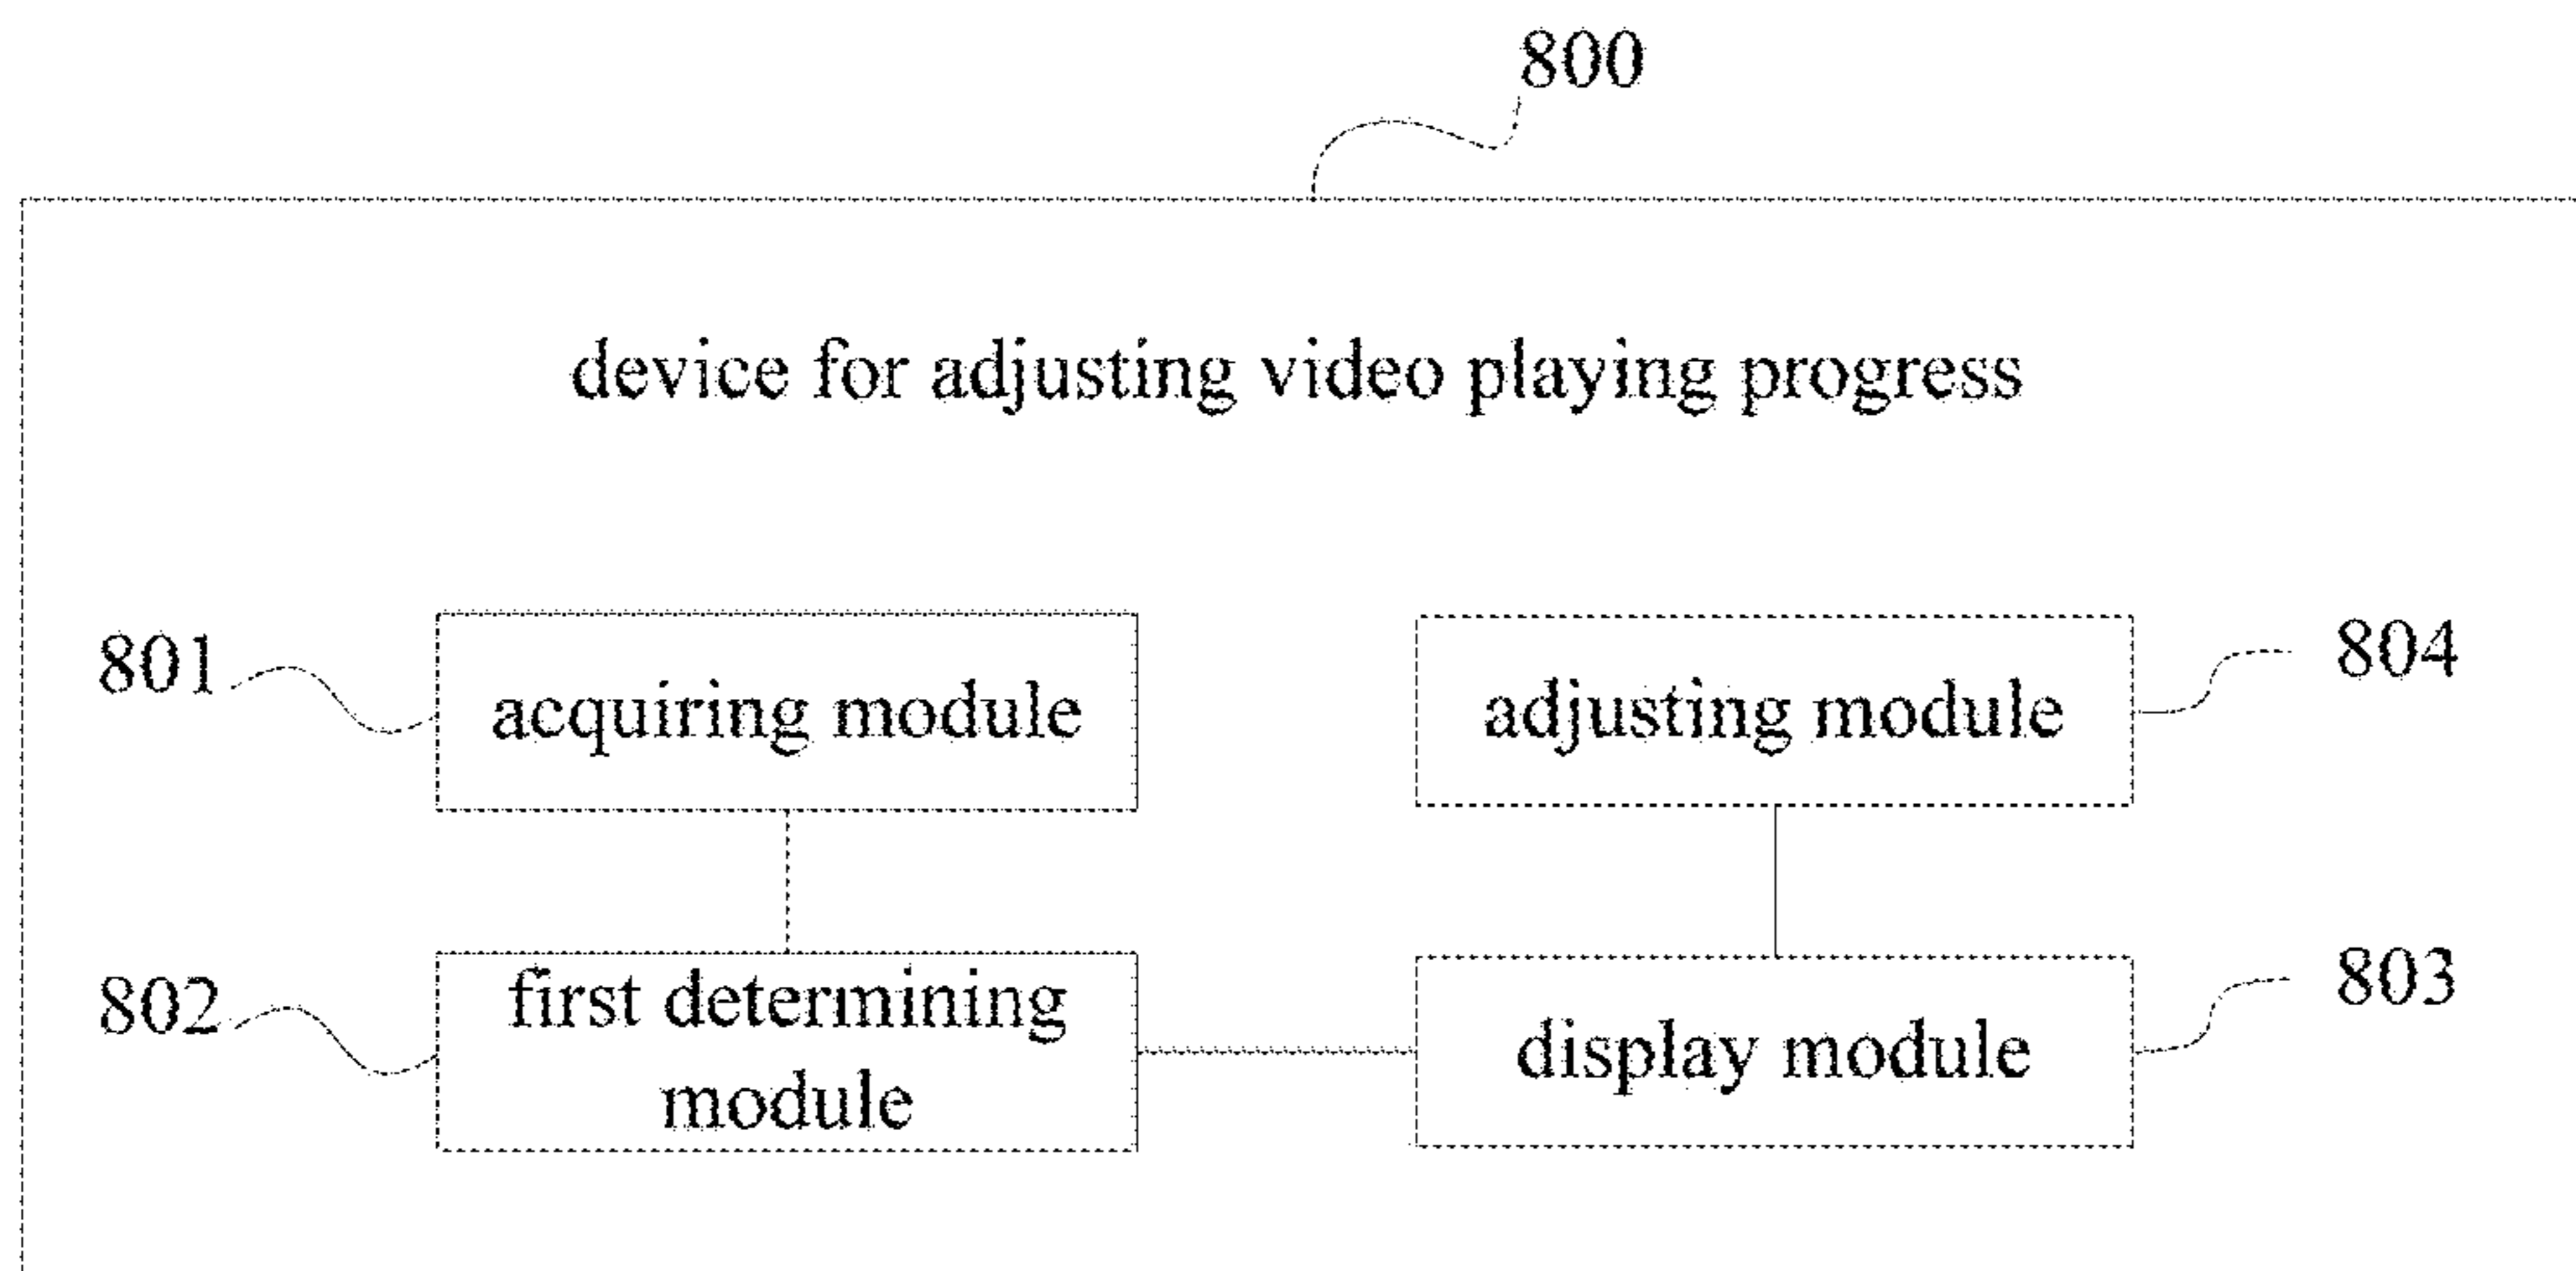 800
device for adjusting video playing progress
801
acquiring module
adjusting module
804
802
first determining
module
display module
803